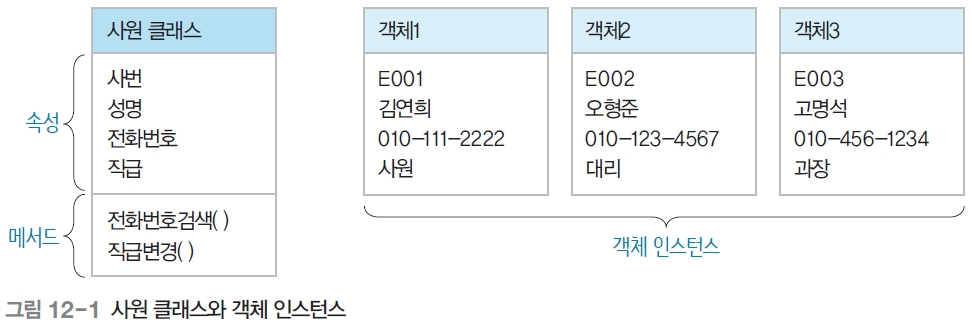 사원 클래스
속성
사번
성명
전화번호
직급
메서드
전화번호검색( )
직급변경( )
객체1
E001
김연희
010-111-2222
사원
객체2
E002
오형준
010-123-4567
대리
객체3
E003
고명석
010-456-1234
과장
객체 인스턴스
그림 12-1 사원 클래스와 객체 인스턴스